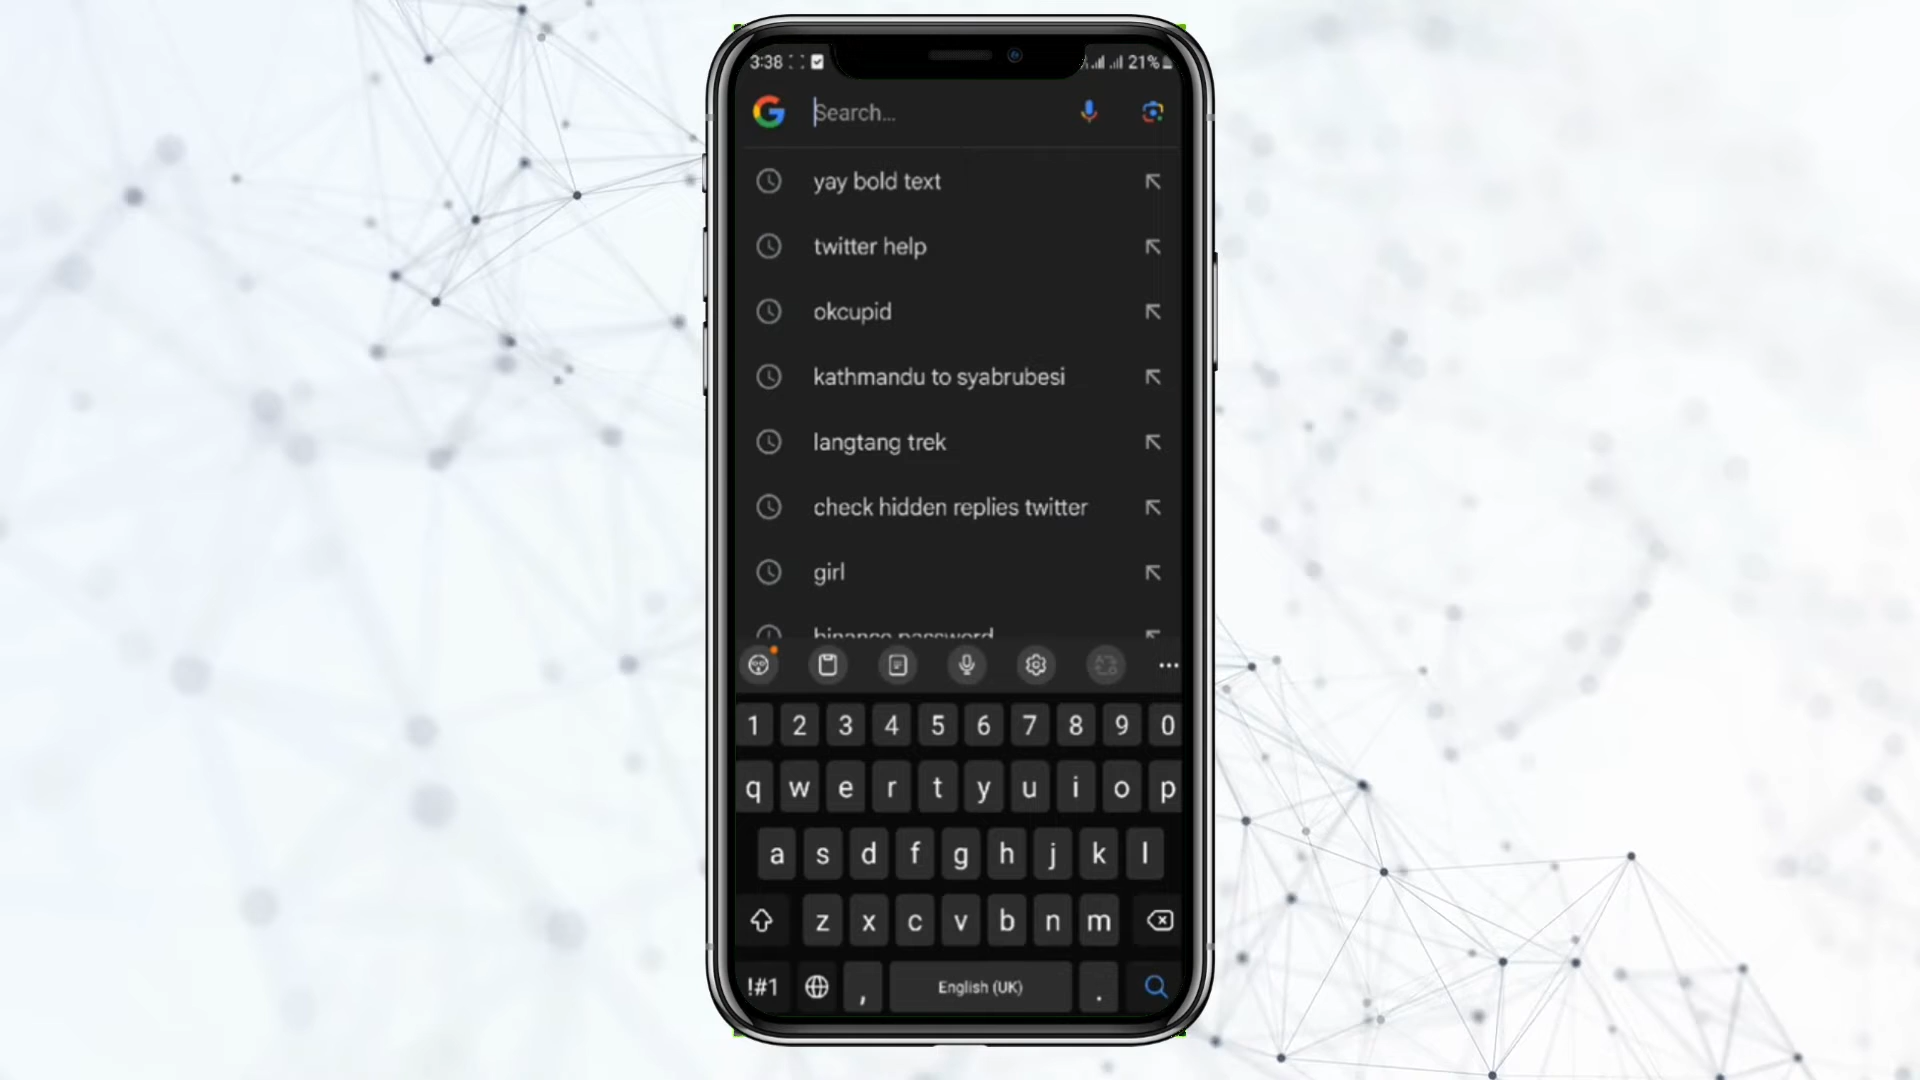 3:38 21%
Search...
yay bold text
twitter help
okcupid
kathmandu to syabrubesi
langtang trek
check hidden replies twitter
girl
binance password
1 2 3 4 5 6 7 8 9 0
q w e r t y u i o p
a s d f g h j k l
z x c v b n m
!#1 , English (UK) .